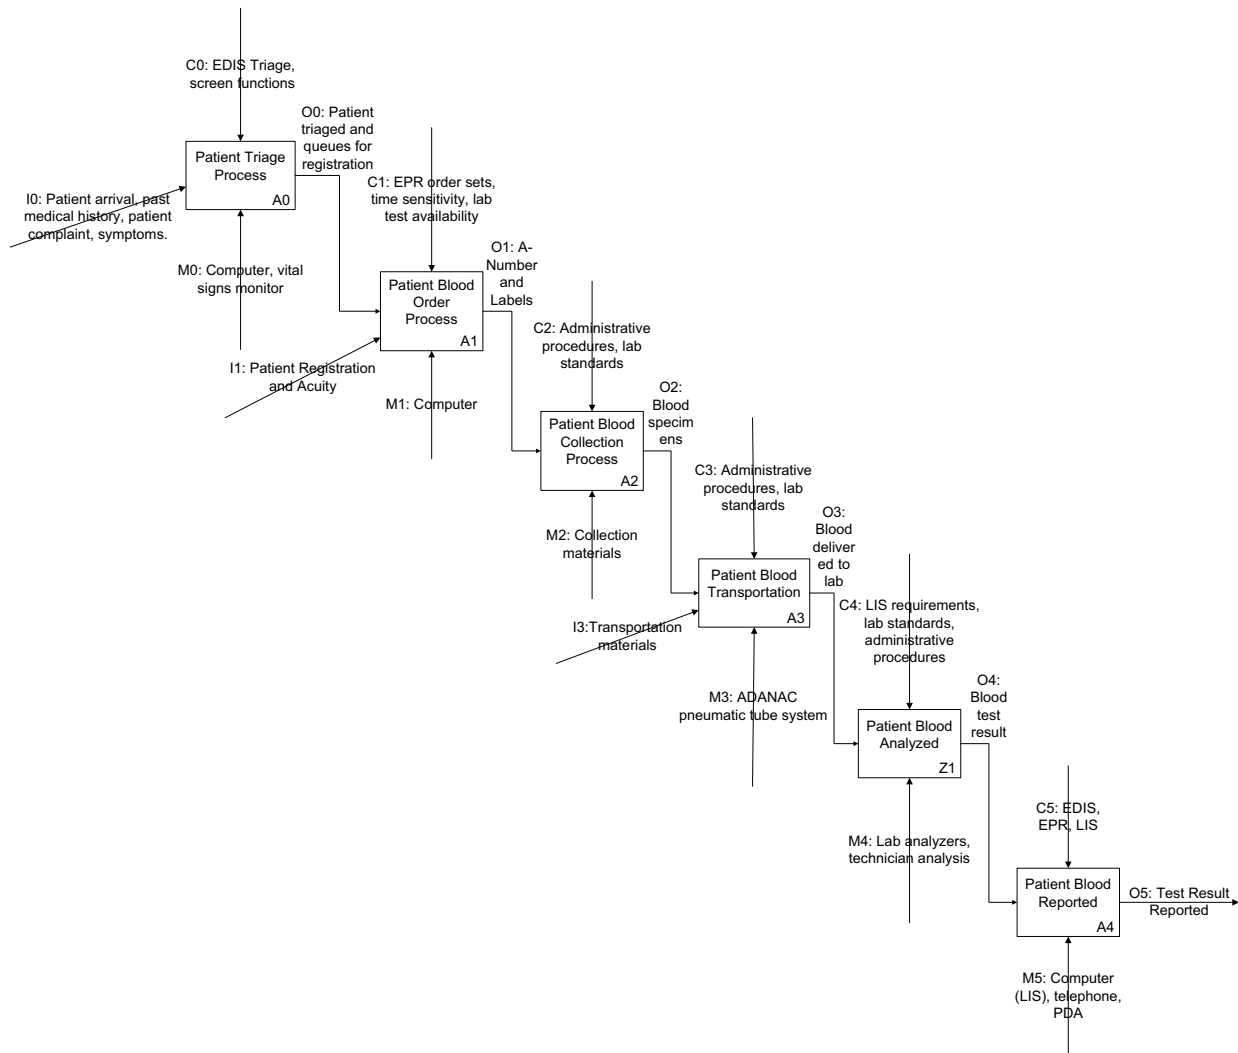 C0: EDIS Triage,
screen functions
O0: Patient
triaged and
queues for
registration
Patient Triage
Process
A0
I0: Patient arrival, past
medical history, patient
complaint, symptoms.
M0: Computer, vital
signs monitor
C1: EPR order sets,
time sensitivity, lab
test availability
O1: A-
Number
and
Labels
Patient Blood
Order
Process
A1
I1: Patient Registration
and Acuity
M1: Computer
C2: Administrative
procedures, lab
standards
O2:
Blood
specim
ens
Patient Blood
Collection
Process
A2
M2: Collection
materials
C3: Administrative
procedures, lab
standards
O3:
Blood
deliver
ed to
lab
Patient Blood
Transportation
A3
I3:Transportation
materials
M3: ADANAC
pneumatic tube system
C4: LIS requirements,
lab standards,
administrative
procedures
O4:
Blood
test
result
Patient Blood
Analyzed
Z1
M4: Lab analyzers,
technician analysis
C5: EDIS,
EPR, LIS
Patient Blood
Reported
A4
O5: Test Result
Reported
M5: Computer
(LIS), telephone,
PDA